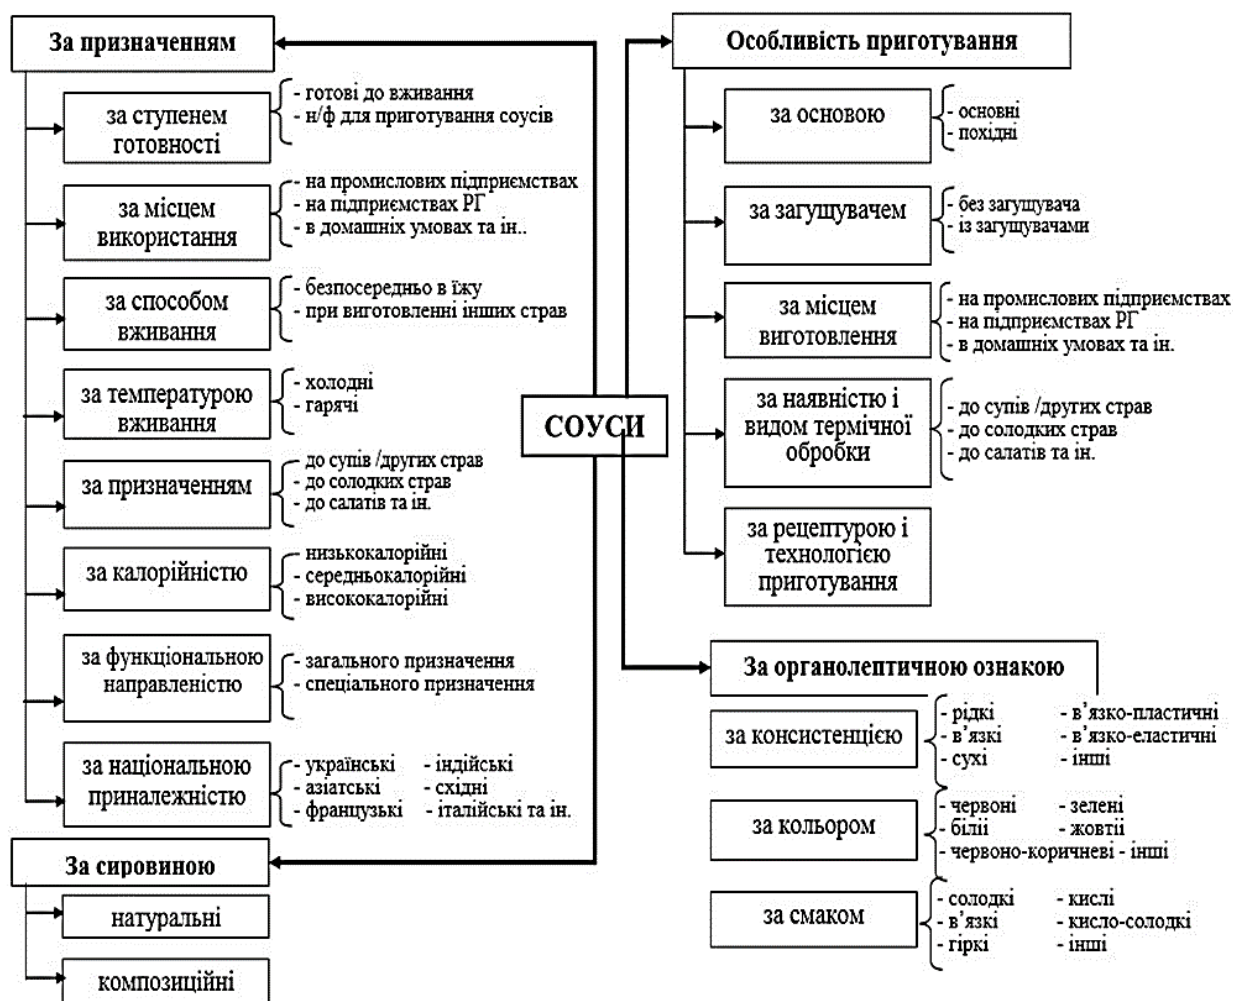 За призначенням
за ступенем
готовності
- готові до вживання
- н/ф для приготування соусів
за місцем
використання
- на промислових підприємствах
- на підприємствах РГ
- в домашніх умовах та ін..
за способом
вживання
- безпосередньо в їжу
- при виготовленні інших страв
за температурою
вживання
- холодні
- гарячі
за призначенням
- до супів /других страв
- до солодких страв
- до салатів та ін.
за калорійністю
- низькокалорійні
- середньокалорійні
- висококалорійні
за функціональною
направленістю
- загального призначення
- спеціального призначення
за національною
приналежністю
- українські - індійські
- азіатські - східні
- французькі - італійські та ін.
За сировиною
натуральні
композиційні
СОУСИ
Особливість приготування
за основою
- основні
- похідні
за загущувачем
- без загущувача
- із загущувачами
за місцем
виготовлення
- на промислових підприємствах
- на підприємствах РГ
- в домашніх умовах та ін.
за наявністю і
видом термічної
обробки
- до супів /других страв
- до солодких страв
- до салатів та ін.
за рецептурою і
технологією
приготування
За органолептичною ознакою
за консистенцією
- рідкі - в’язко-пластичні
- в’язкі - в’язко-еластичні
- сухі - інші
за кольором
- червоні - зелені
- біліі - жовтіі
- червоно-коричневі - інші
за смаком
- солодкі - кислі
- в’язкі - кисло-солодкі
- гіркі - інші